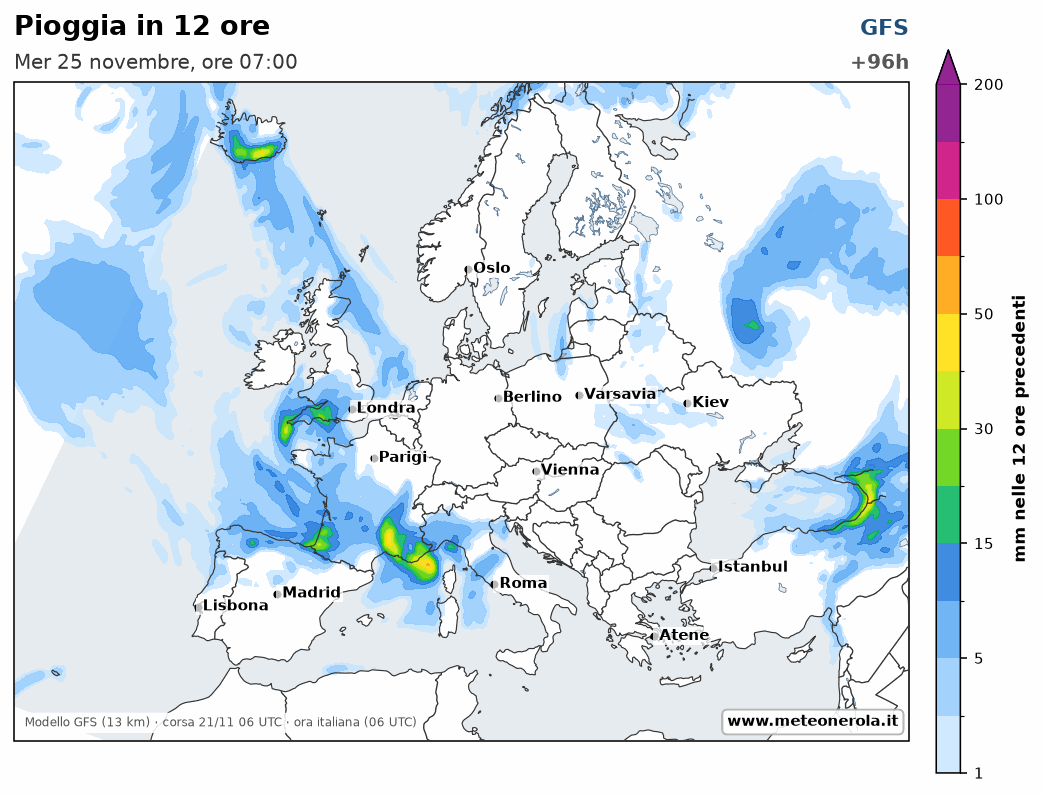 Pioggia in 12 ore
GFS
Mer 25 novembre, ore 07:00
+96h
200
100
50
30
15
5
1
mm nelle 12 ore precedenti
Oslo
Berlino
Varsavia
Kiev
Londra
Parigi
Vienna
Istanbul
Roma
Madrid
Lisbona
Atene
Modello GFS (13 km) · corsa 21/11 06 UTC · ora italiana (06 UTC)
www.meteonerola.it